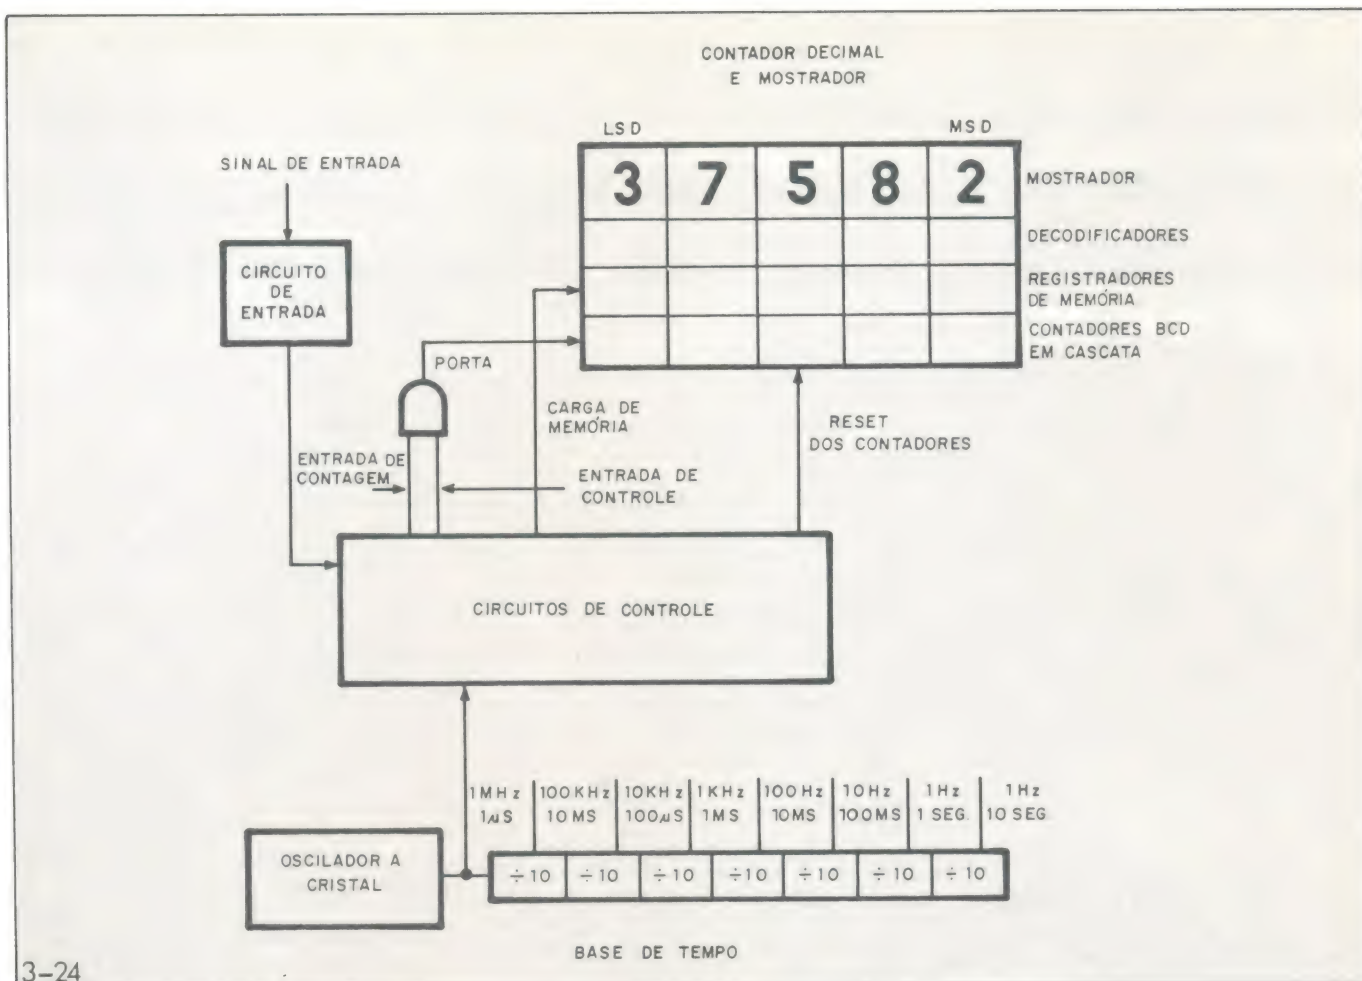 CONTADOR DECIMAL
E MOSTRADOR
LSD MSD
SINAL DE ENTRADA
3 7 5 8 2
MOSTRADOR
DECODIFICADORES
REGISTRADORES
DE MEMÓRIA
CONTADORES BCD
EM CASCATA
CIRCUITO
DE
ENTRADA
PORTA
CARGA DE
MEMÓRIA
RESET
DOS CONTADORES
ENTRADA DE
CONTAGEM
ENTRADA DE
CONTROLE
CIRCUITOS DE CONTROLE
1MHz 100KHz 10KHz 1KHz 100Hz 10Hz 1Hz 1Hz
1µS 10MS 100µS 1MS 10MS 100MS 1 SEG. 10 SEG.
OSCILADOR A
CRISTAL
÷10 ÷10 ÷10 ÷10 ÷10 ÷10 ÷10
BASE DE TEMPO
3-24